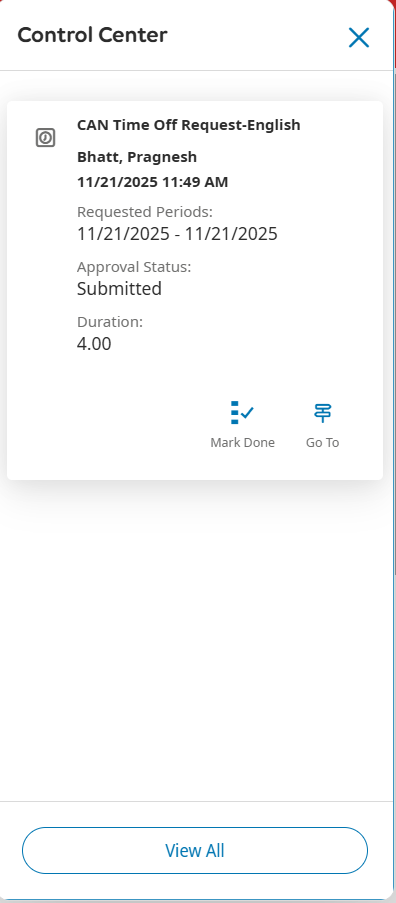 Control Center
CAN Time Off Request-English
Bhatt, Pragnesh
11/21/2025 11:49 AM
Requested Periods:
11/21/2025 - 11/21/2025
Approval Status:
Submitted
Duration:
4.00
Mark Done
Go To
View All